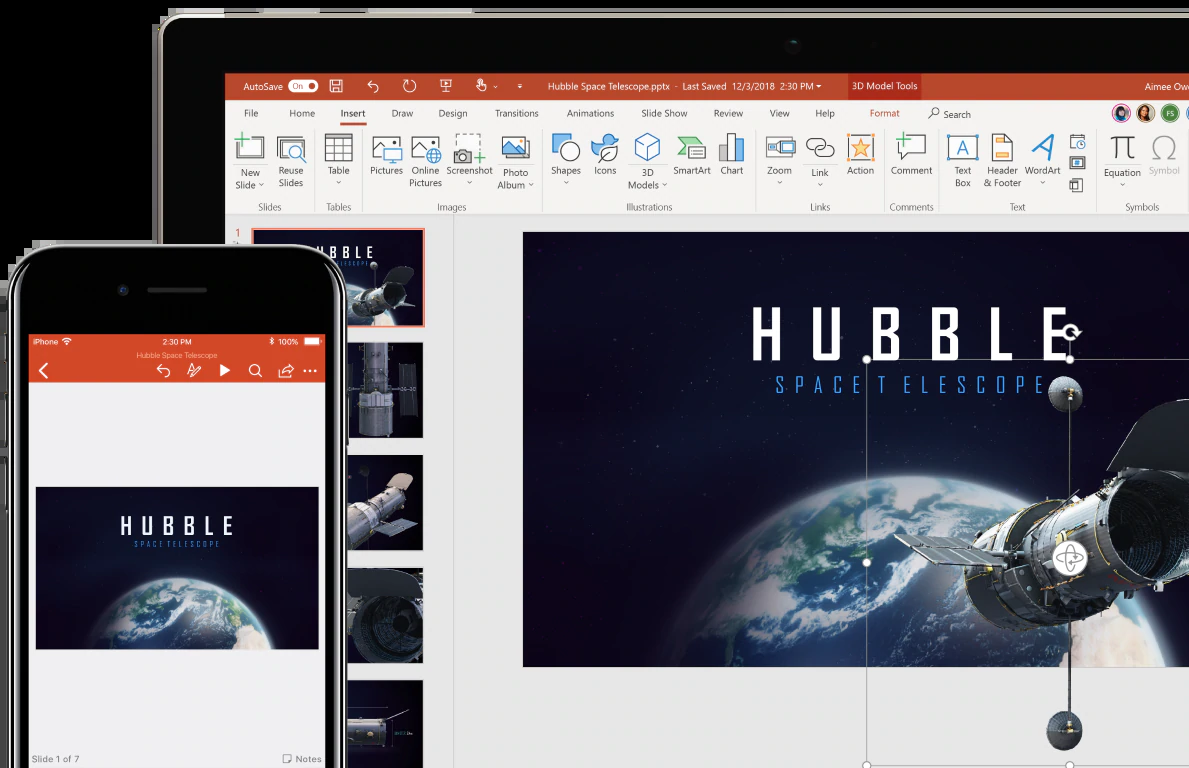 AutoSave On Hubble Space Telescope.pptx - Last Saved 12/3/2018 2:30 PM 3D Model Tools Aimee Owe
File Home Insert Draw Design Transitions Animations Slide Show Review View Help Format Search FS
New Slide
Reuse Slides
Table
Pictures
Online Pictures
Screenshot
Photo Album
Shapes
Icons
3D Models
SmartArt
Chart
Zoom
Link
Action
Comment
Text Box
Header & Footer
WordArt
Equation
Symbol
Slides Tables Images Illustrations Links Comments Text Symbols
1
HUBBLE
SPACE TELESCOPE
UBBLE
ELESCOPE
iPhone 2:30 PM 100%
Hubble Space Telescope
HUBBLE
SPACE TELESCOPE
Slide 1 of 7 Notes